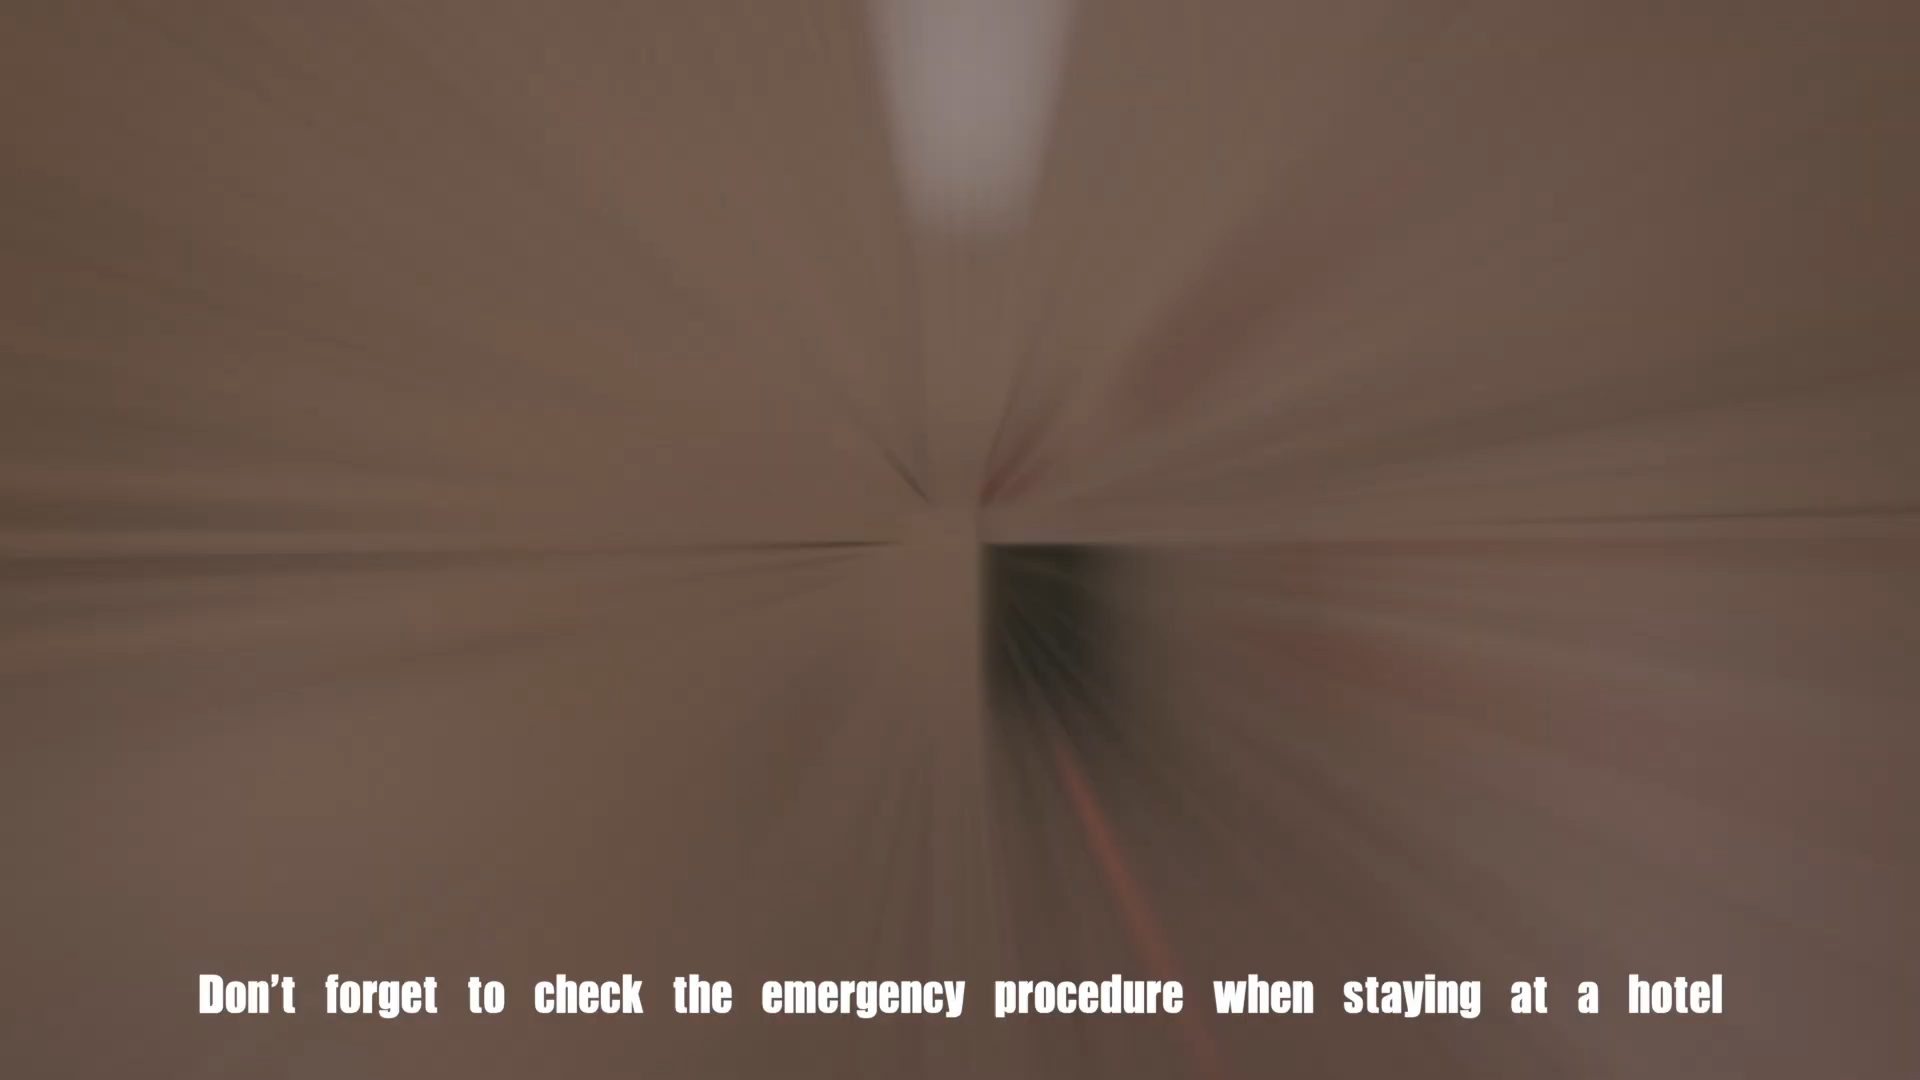 Don’t forget to check the emergency procedure when staying at a hotel